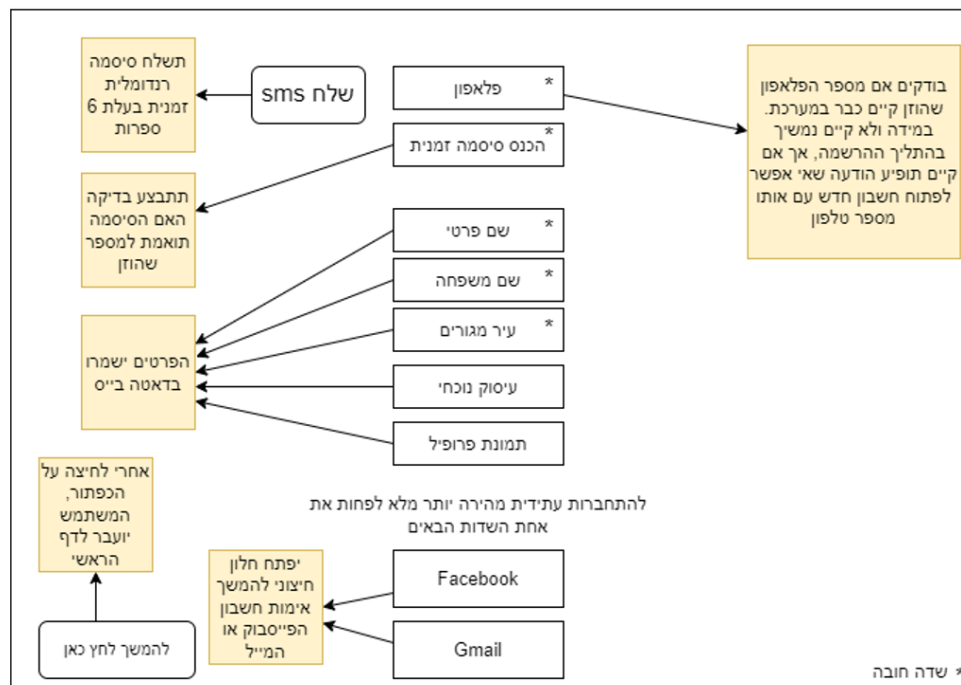 בודקים אם מספר הפלאפון
שהוזן קיים כבר במערכת.
במידה ולא קיים נמשיך
בהתליך ההרשמה, אך אם
קיים תופיע הודעה שאי אפשר
לפתוח חשבון חדש עם אותו
מספר טלפון
* פלאפון
שלח sms
תשלח סיסמה
רנדומלית
זמנית בעלת 6
ספרות
* הכנס סיסמה זמנית
תתבצע בדיקה
האם הסיסמה
תואמת למספר
שהוזן
* שם פרטי
* שם משפחה
* עיר מגורים
עיסוק נוכחי
תמונת פרופיל
הפרטים ישמרו
בדאטה בייס
להתחברות עתידית מהירה יותר מלא לפחות את
אחת השדות הבאים
Facebook
Gmail
יפתח חלון
חיצוני להמשך
אימות חשבון
הפייסבוק או
המייל
אחרי לחיצה על
הכפתור,
המשתמש
יועבר לדף
הראשי
להמשך לחץ כאן
* שדה חובה